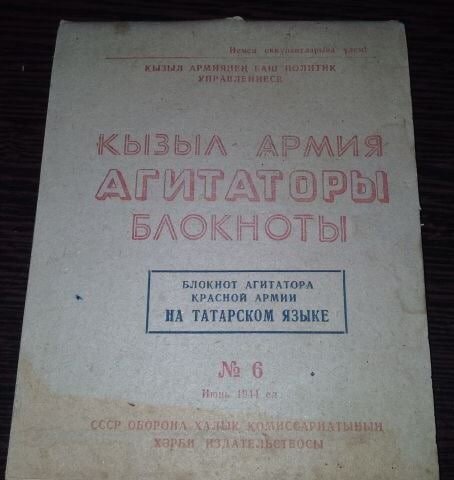 Немец оккупантларына үлем!
КЫЗЫЛ АРМИЯНЕҢ БАШ ПОЛИТИК
УПРАВЛЕНИЕСЕ
КЫЗЫЛ АРМИЯ
АГИТАТОРЫ
БЛОКНОТЫ
БЛОКНОТ АГИТАТОРА
КРАСНОЙ АРМИИ
НА ТАТАРСКОМ ЯЗЫКЕ
№ 6
Июнь 1944 ел
СССР ОБОРОНА ХАЛЫК КОМИССАРИАТЫНЫҢ
ХӘРБИ ИЗДАТЕЛЬСТВОСЫ